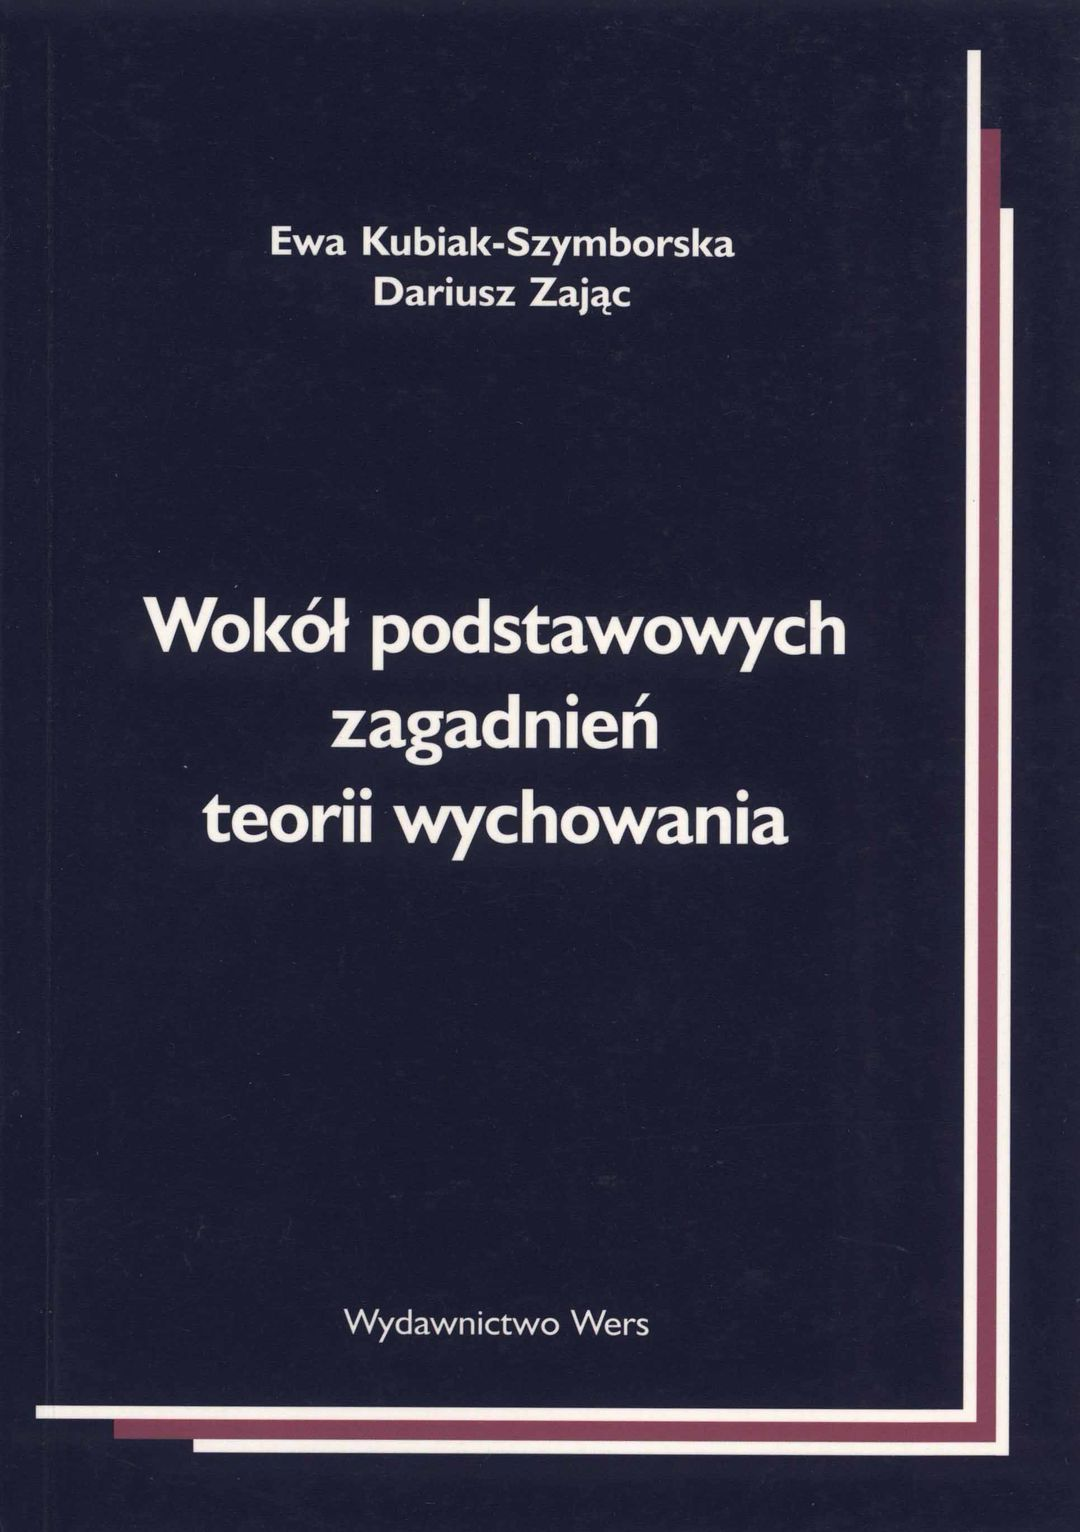 Ewa Kubiak-Szymborska
Dariusz Zając
Wokół podstawowych
zagadnień
teorii wychowania
Wydawnictwo Wers